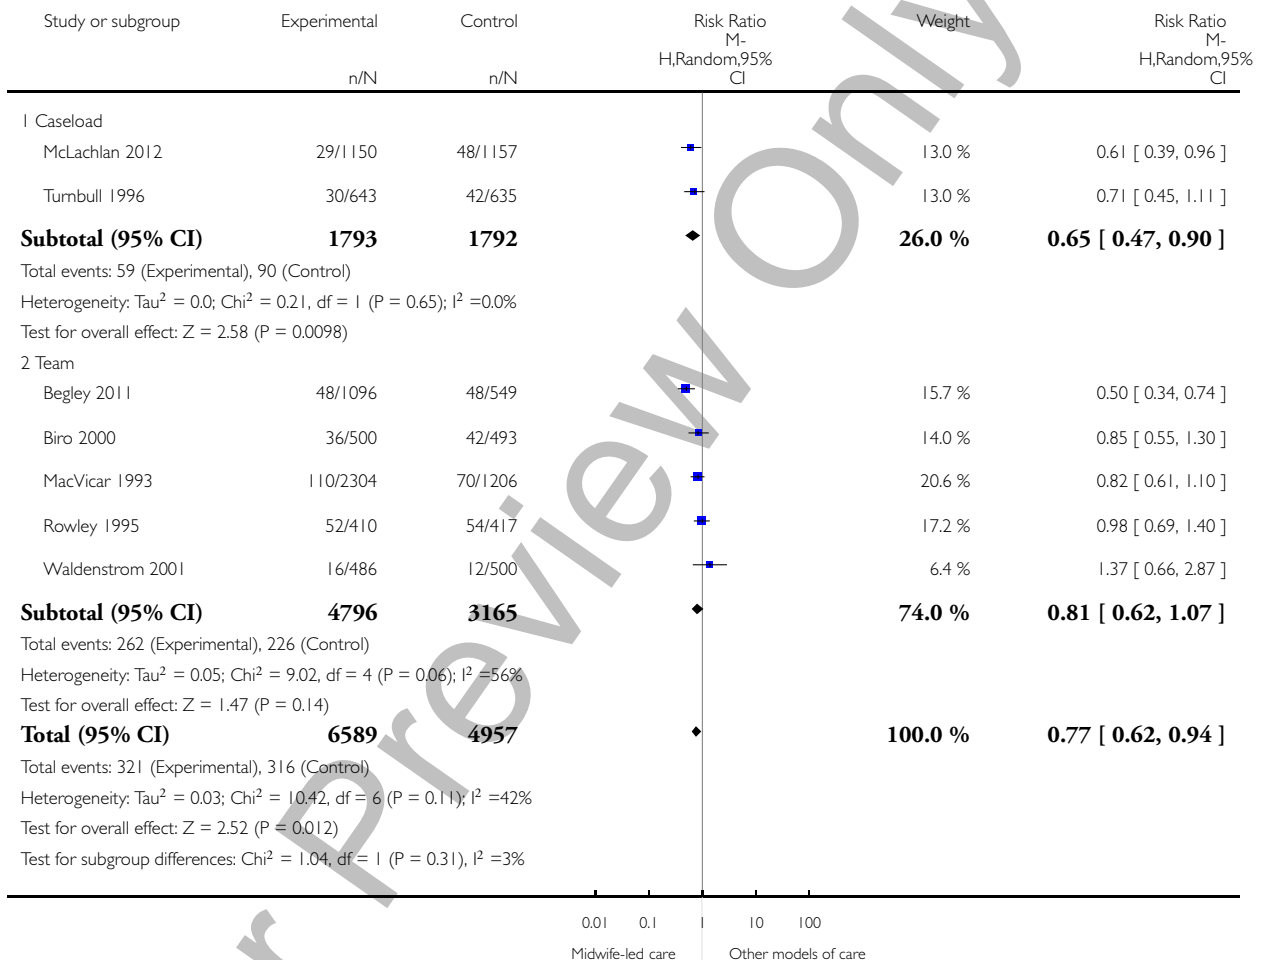 Study or subgroup Experimental Control Risk Ratio Weight Risk Ratio
M- M-
H,Random,95% H,Random,95%
n/N n/N CI CI
1 Caseload
McLachlan 2012 29/1150 48/1157 13.0 % 0.61 [ 0.39, 0.96 ]
Turnbull 1996 30/643 42/635 13.0 % 0.71 [ 0.45, 1.11 ]
Subtotal (95% CI) 1793 1792 26.0 % 0.65 [ 0.47, 0.90 ]
Total events: 59 (Experimental), 90 (Control)
Heterogeneity: Tau² = 0.0; Chi² = 0.21, df = 1 (P = 0.65); I² =0.0%
Test for overall effect: Z = 2.58 (P = 0.0098)
2 Team
Begley 2011 48/1096 48/549 15.7 % 0.50 [ 0.34, 0.74 ]
Biro 2000 36/500 42/493 14.0 % 0.85 [ 0.55, 1.30 ]
MacVicar 1993 110/2304 70/1206 20.6 % 0.82 [ 0.61, 1.10 ]
Rowley 1995 52/410 54/417 17.2 % 0.98 [ 0.69, 1.40 ]
Waldenstrom 2001 16/486 12/500 6.4 % 1.37 [ 0.66, 2.87 ]
Subtotal (95% CI) 4796 3165 74.0 % 0.81 [ 0.62, 1.07 ]
Total events: 262 (Experimental), 226 (Control)
Heterogeneity: Tau² = 0.05; Chi² = 9.02, df = 4 (P = 0.06); I² =56%
Test for overall effect: Z = 1.47 (P = 0.14)
Total (95% CI) 6589 4957 100.0 % 0.77 [ 0.62, 0.94 ]
Total events: 321 (Experimental), 316 (Control)
Heterogeneity: Tau² = 0.03; Chi² = 10.42, df = 6 (P = 0.11); I² =42%
Test for overall effect: Z = 2.52 (P = 0.012)
Test for subgroup differences: Chi² = 1.04, df = 1 (P = 0.31), I² =3%
0.01 0.1 1 10 100
Midwife-led care Other models of care
Preview Only